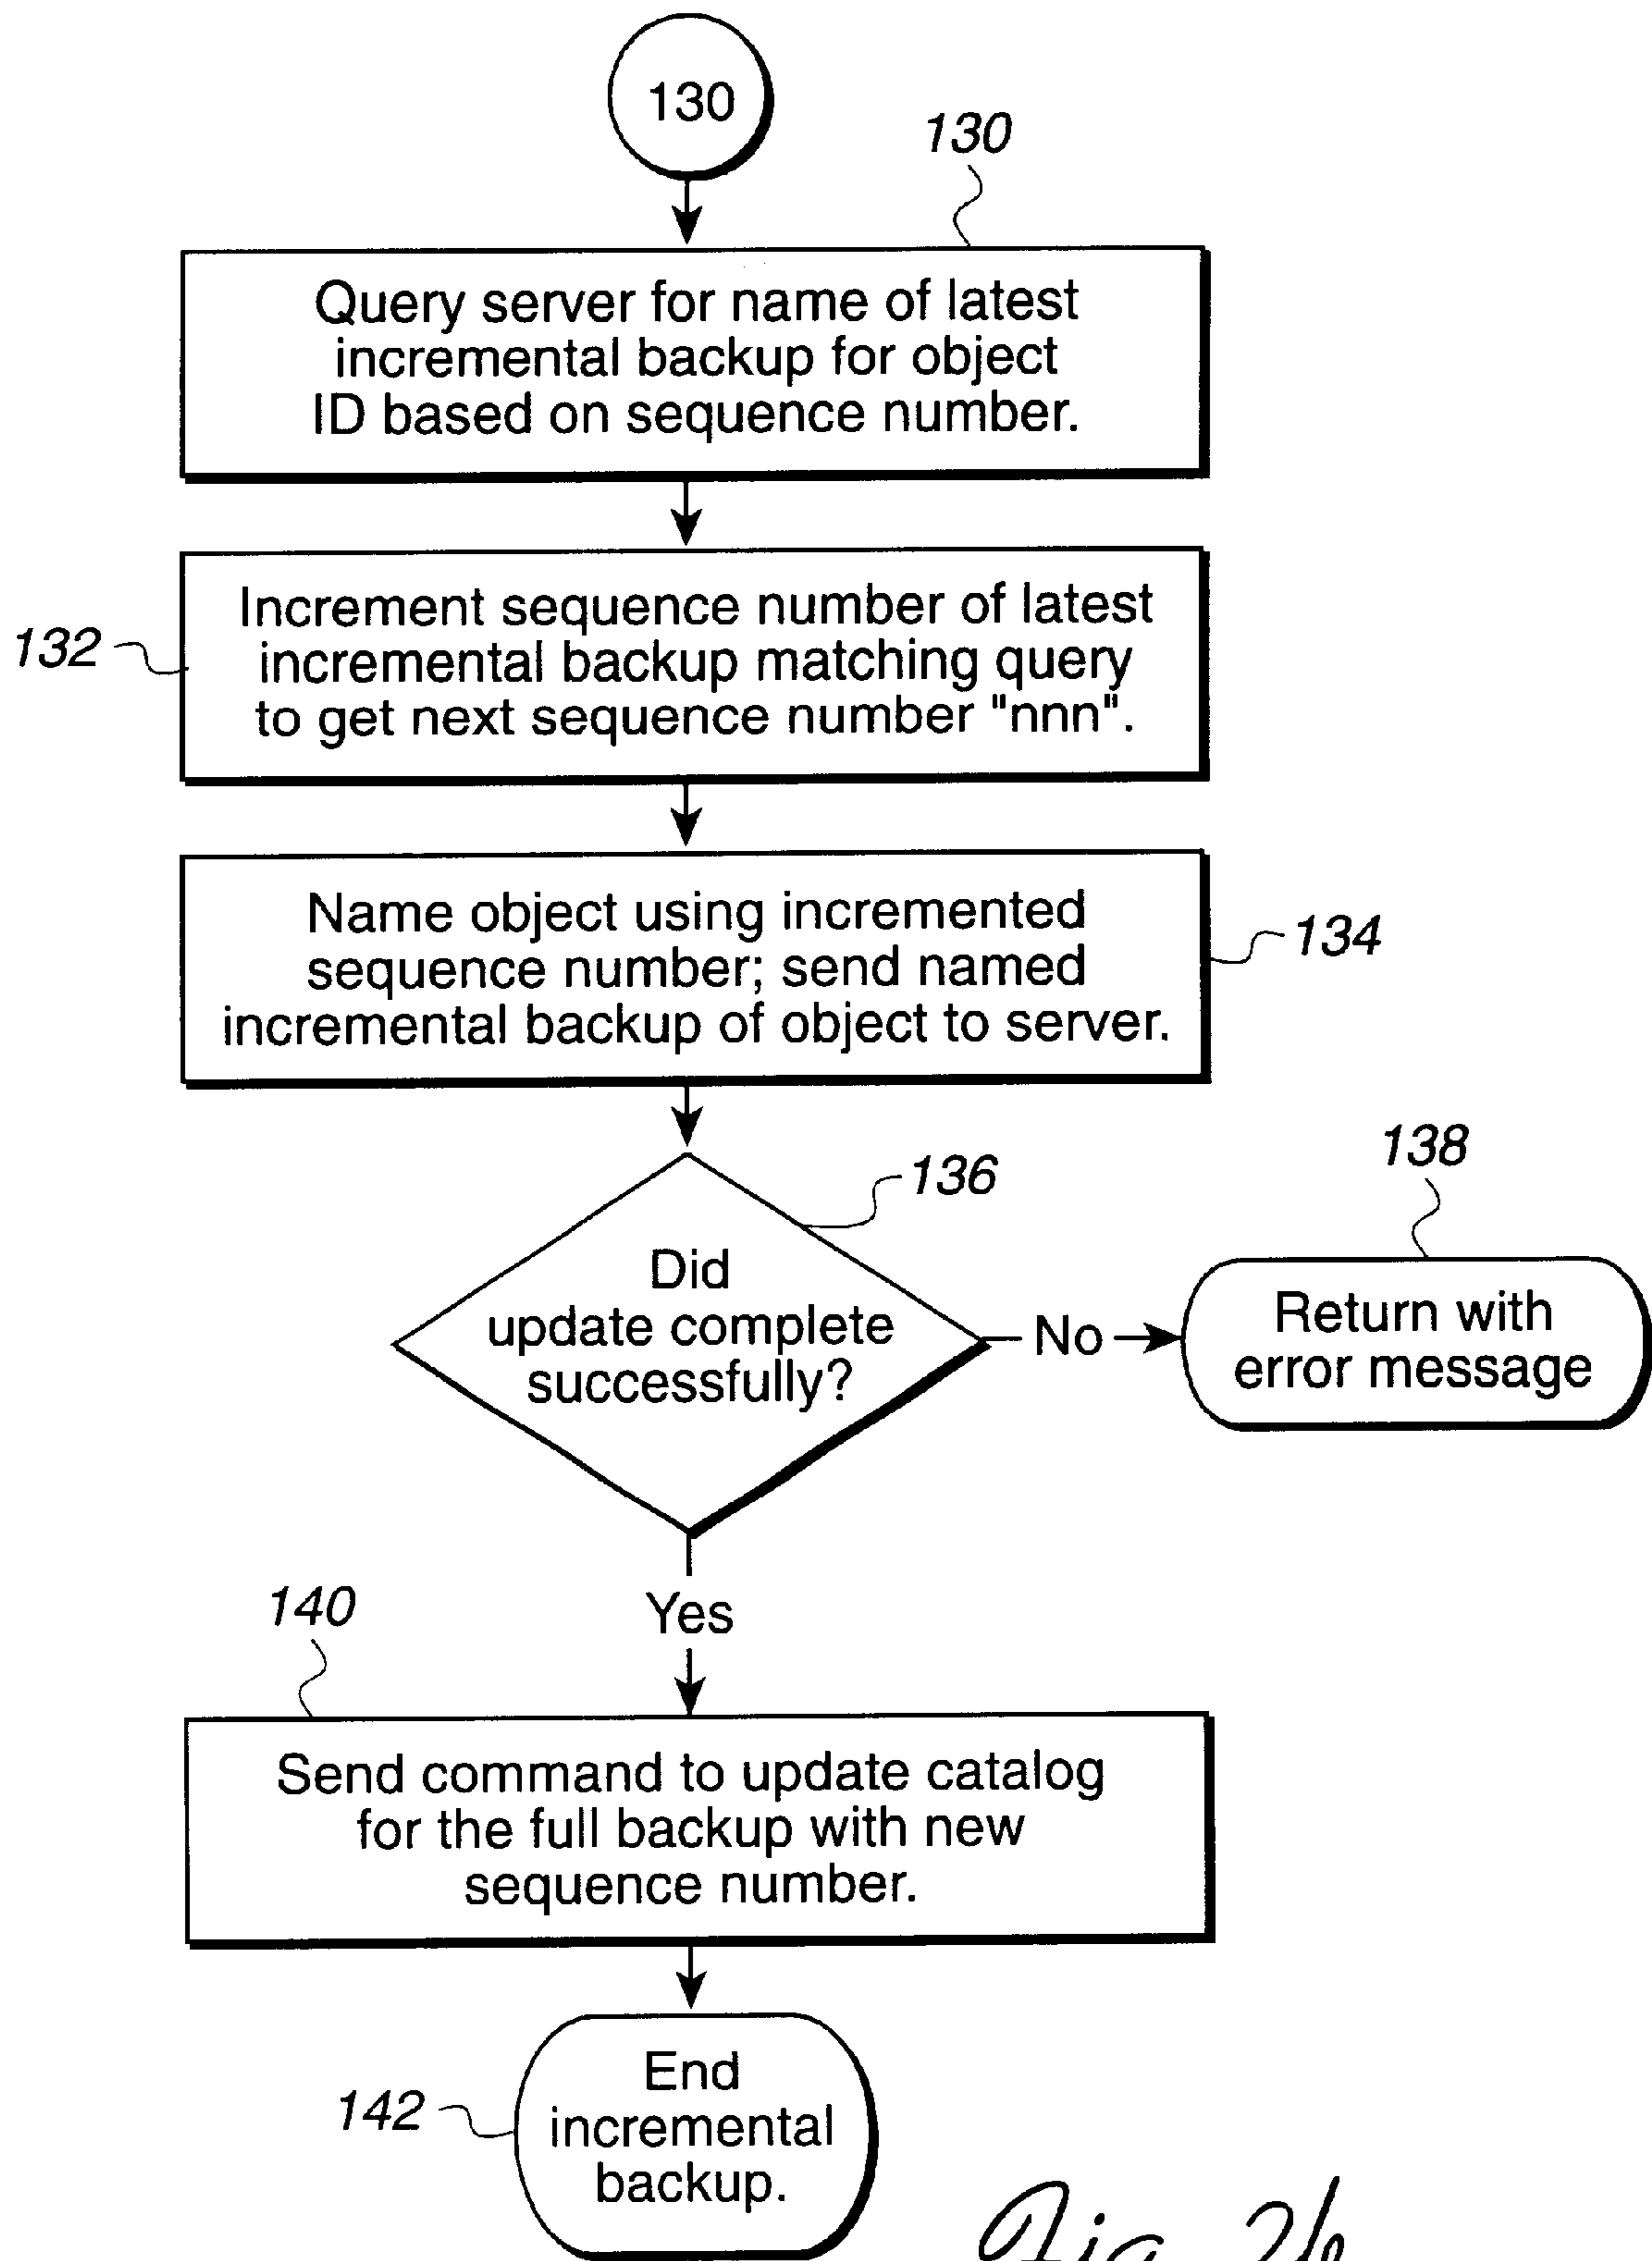 130
130
Query server for name of latest
incremental backup for object
ID based on sequence number.
132
Increment sequence number of latest
incremental backup matching query
to get next sequence number "nnn".
Name object using incremented
sequence number; send named
incremental backup of object to server.
134
136
Did
update complete
successfully?
No
138
Return with
error message
Yes
140
Send command to update catalog
for the full backup with new
sequence number.
142
End
incremental
backup.
Fig. 2b